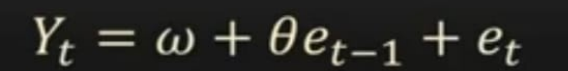 Yₜ = ω + θeₜ₋₁ + eₜ